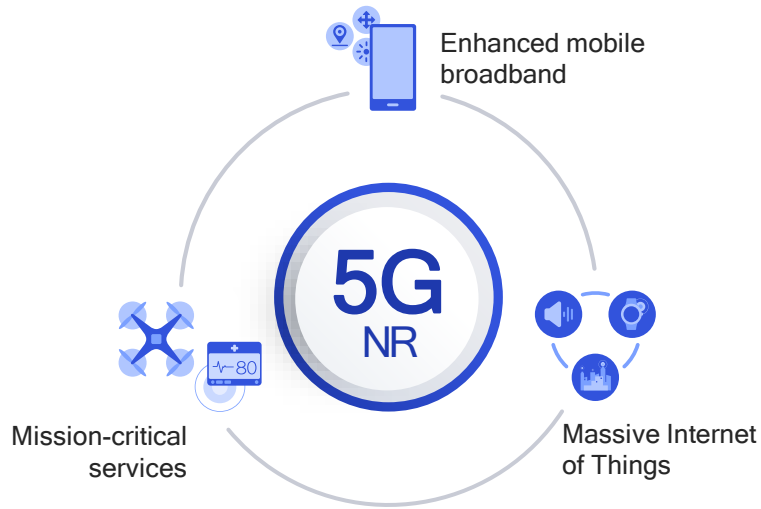 Enhanced mobile
broadband
5G
NR
80
Mission-critical
services
Massive Internet
of Things